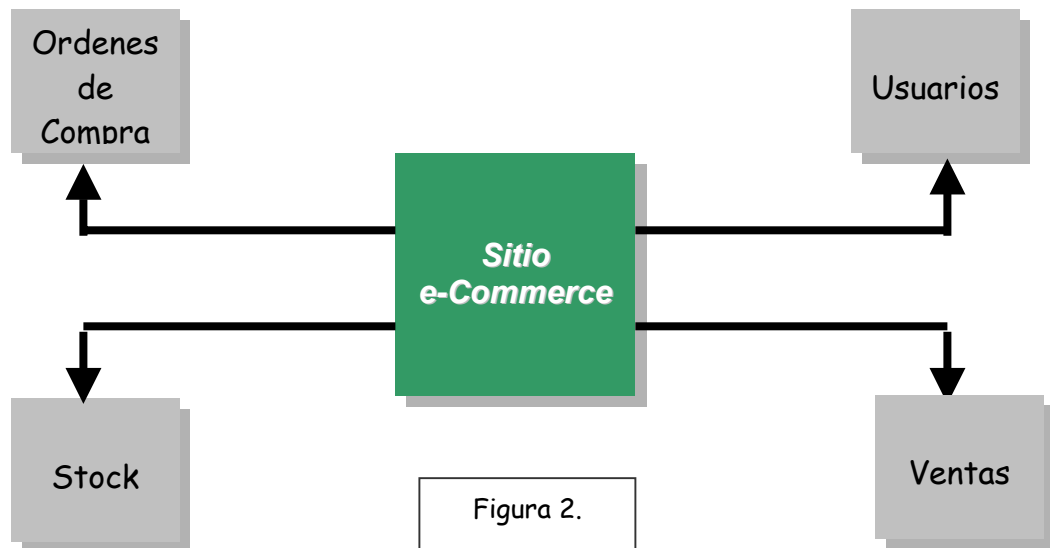 Ordenes
de
Compra
Usuarios
Sitio
e-Commerce
Stock
Ventas
Figura 2.